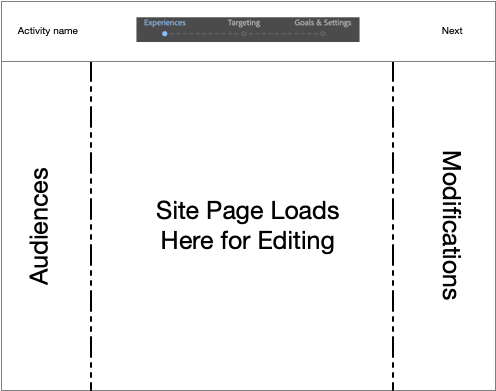 Activity name
Experiences Targeting Goals & Settings
Next
Audiences
Site Page Loads
Here for Editing
Modifications